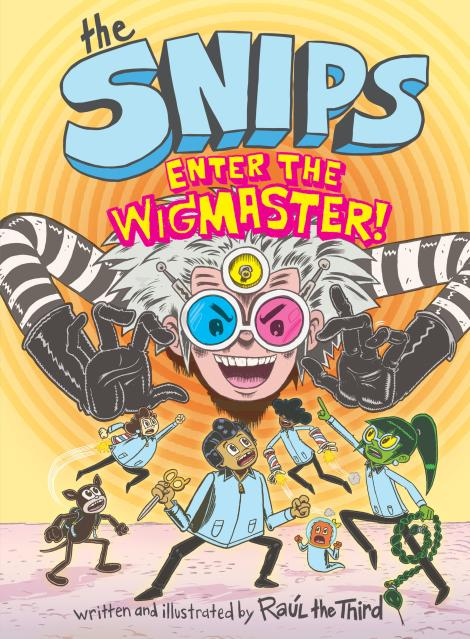 the
SNIPS
ENTER THE
WIGMASTER!
written and illustrated by Raúl the Third